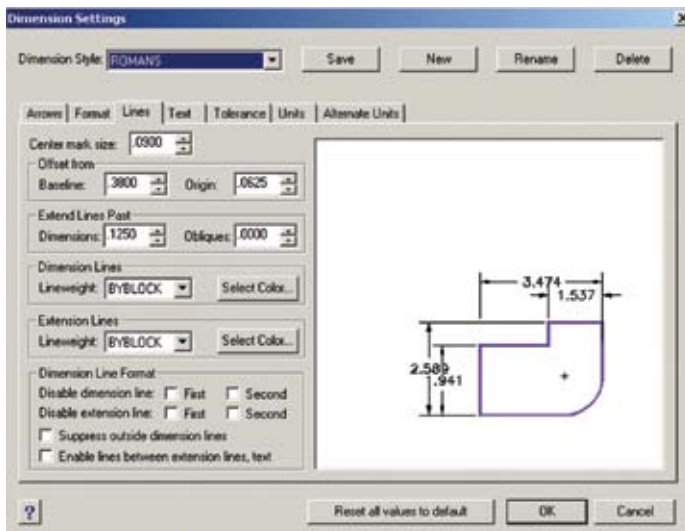 Dimension Settings
Dimension Style: ROMANS Save New Rename Delete
Arrows Format Lines Text Tolerance Units Alternate Units
Center mark size: .0900
Offset from
Baseline: .3800 Origin: .0625
Extend Lines Past
Dimensions: .1250 Obliques: .0000
Dimension Lines
Lineweight: BYBLOCK Select Color...
Extension Lines
Lineweight: BYBLOCK Select Color...
Dimension Line Format
Disable dimension line: First Second
Disable extension line: First Second
Suppress outside dimension lines
Enable lines between extension lines, text
3.474
1.537
2.589
.941
? Reset all values to default OK Cancel